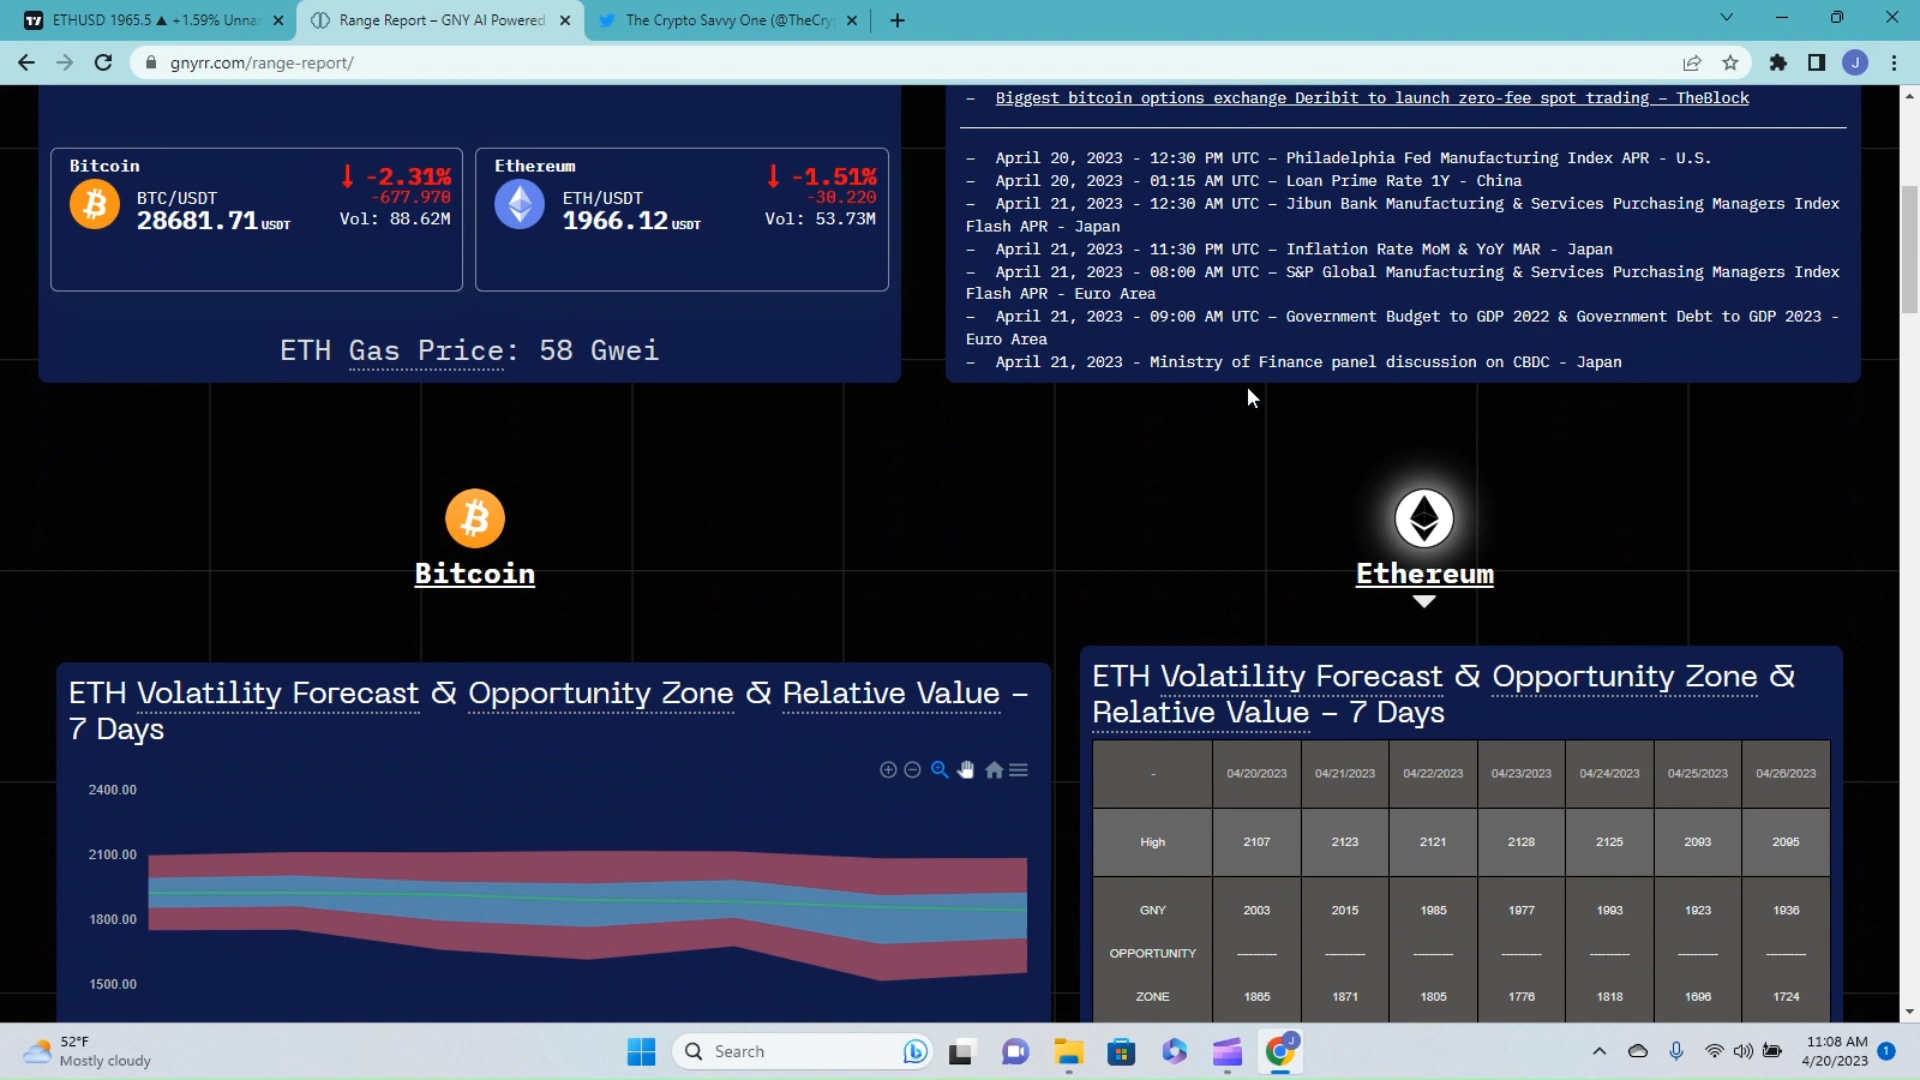 ETHUSD 1965.5 ▲ +1.59% Unna
Range Report – GNY AI Powered
The Crypto Savvy One (@TheCry
gnyrr.com/range-report/
J
– Biggest bitcoin options exchange Deribit to launch zero-fee spot trading – TheBlock
Bitcoin
↓ -2.31%
BTC/USDT
-677.970
28681.71 USDT
Vol: 88.62M
Ethereum
↓ -1.51%
ETH/USDT
-30.220
1966.12 USDT
Vol: 53.73M
ETH Gas Price: 58 Gwei
– April 20, 2023 - 12:30 PM UTC – Philadelphia Fed Manufacturing Index APR - U.S.
– April 20, 2023 - 01:15 AM UTC – Loan Prime Rate 1Y - China
– April 21, 2023 - 12:30 AM UTC – Jibun Bank Manufacturing & Services Purchasing Managers Index
Flash APR - Japan
– April 21, 2023 - 11:30 PM UTC – Inflation Rate MoM & YoY MAR - Japan
– April 21, 2023 - 08:00 AM UTC – S&P Global Manufacturing & Services Purchasing Managers Index
Flash APR - Euro Area
– April 21, 2023 - 09:00 AM UTC – Government Budget to GDP 2022 & Government Debt to GDP 2023 -
Euro Area
– April 21, 2023 - Ministry of Finance panel discussion on CBDC - Japan
Bitcoin
Ethereum
ETH Volatility Forecast & Opportunity Zone & Relative Value –
7 Days
2400.00
2100.00
1800.00
1500.00
ETH Volatility Forecast & Opportunity Zone &
Relative Value – 7 Days
- 04/20/2023 04/21/2023 04/22/2023 04/23/2023 04/24/2023 04/25/2023 04/26/2023
High 2107 2123 2121 2128 2125 2093 2095
GNY 2003 2015 1985 1977 1993 1923 1936
OPPORTUNITY ---------- ---------- ---------- ---------- ---------- ---------- ----------
ZONE 1865 1871 1805 1776 1818 1696 1724
52°F
Mostly cloudy
Search
J
11:08 AM
4/20/2023
1